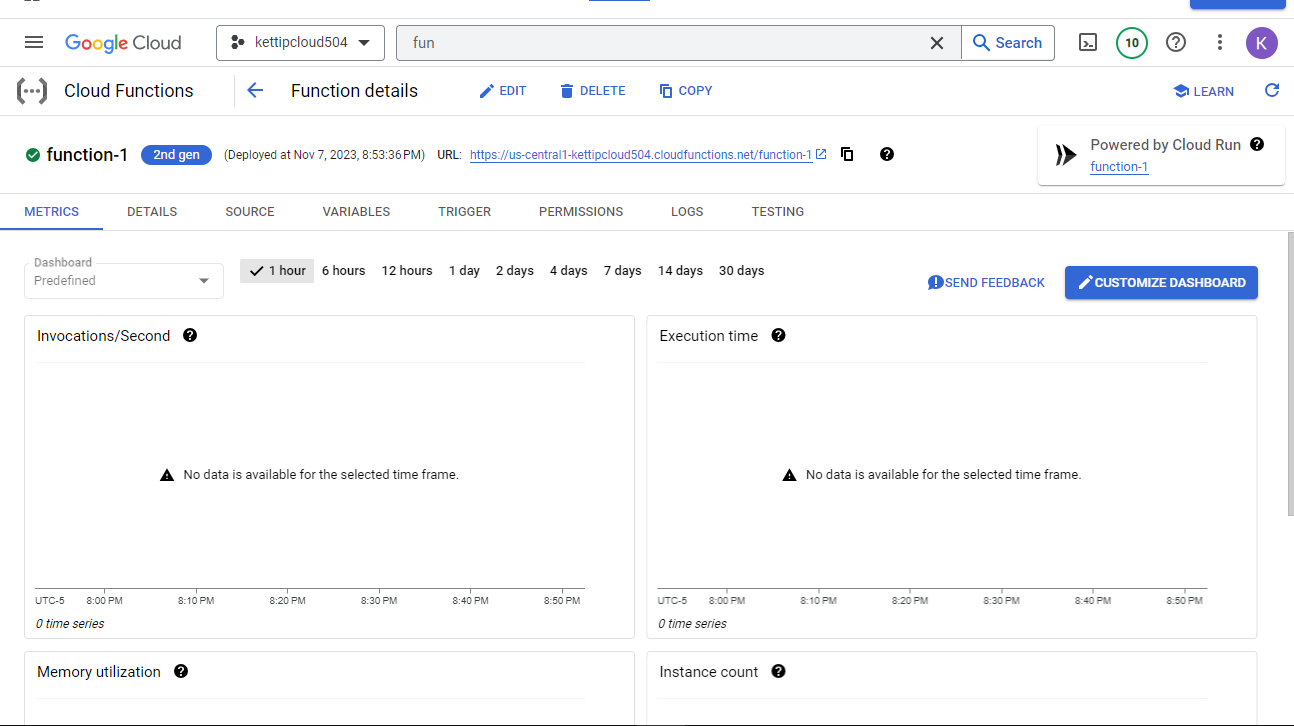 Google Cloud
kettipcloud504
fun
Search
10
K
Cloud Functions
Function details
EDIT
DELETE
COPY
LEARN
function-1
2nd gen
(Deployed at Nov 7, 2023, 8:53:36 PM)
URL:
https://us-central1-kettipcloud504.cloudfunctions.net/function-1
Powered by Cloud Run
function-1
METRICS
DETAILS
SOURCE
VARIABLES
TRIGGER
PERMISSIONS
LOGS
TESTING
Dashboard
Predefined
1 hour
6 hours
12 hours
1 day
2 days
4 days
7 days
14 days
30 days
SEND FEEDBACK
CUSTOMIZE DASHBOARD
Invocations/Second
No data is available for the selected time frame.
UTC-5 8:00 PM 8:10 PM 8:20 PM 8:30 PM 8:40 PM 8:50 PM
0 time series
Execution time
No data is available for the selected time frame.
UTC-5 8:00 PM 8:10 PM 8:20 PM 8:30 PM 8:40 PM 8:50 PM
0 time series
Memory utilization
Instance count